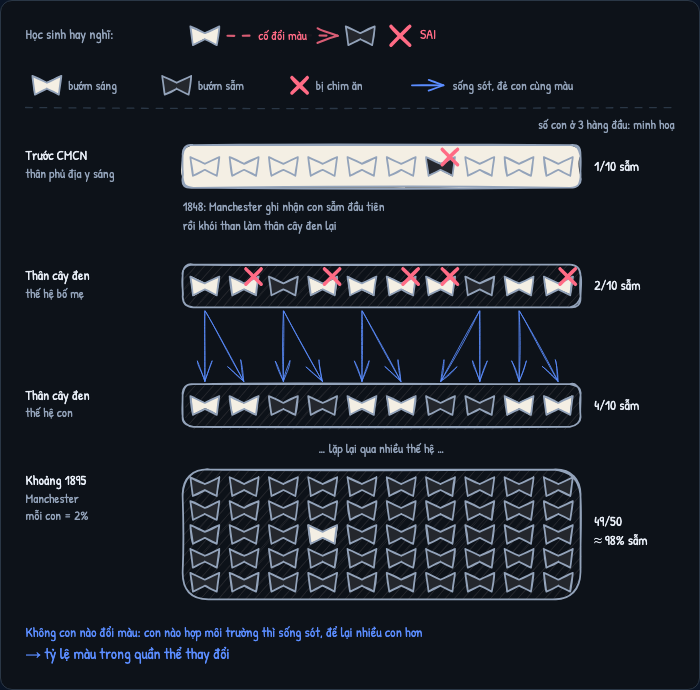 Học sinh hay nghĩ:
cố đổi màu
SAI
bướm sáng
bướm sẫm
bị chim ăn
sống sót, đẻ con cùng màu
số con ở 3 hàng đầu: minh hoạ
Trước CMCN
thân phủ địa y sáng
1/10 sẫm
1848: Manchester ghi nhận con sẫm đầu tiên
rồi khói than làm thân cây đen lại
Thân cây đen
thế hệ bố mẹ
2/10 sẫm
Thân cây đen
thế hệ con
4/10 sẫm
... lặp lại qua nhiều thế hệ ...
Khoảng 1895
Manchester
mỗi con = 2%
49/50
≈ 98% sẫm
Không con nào đổi màu: con nào hợp môi trường thì sống sót, để lại nhiều con hơn
→ tỷ lệ màu trong quần thể thay đổi